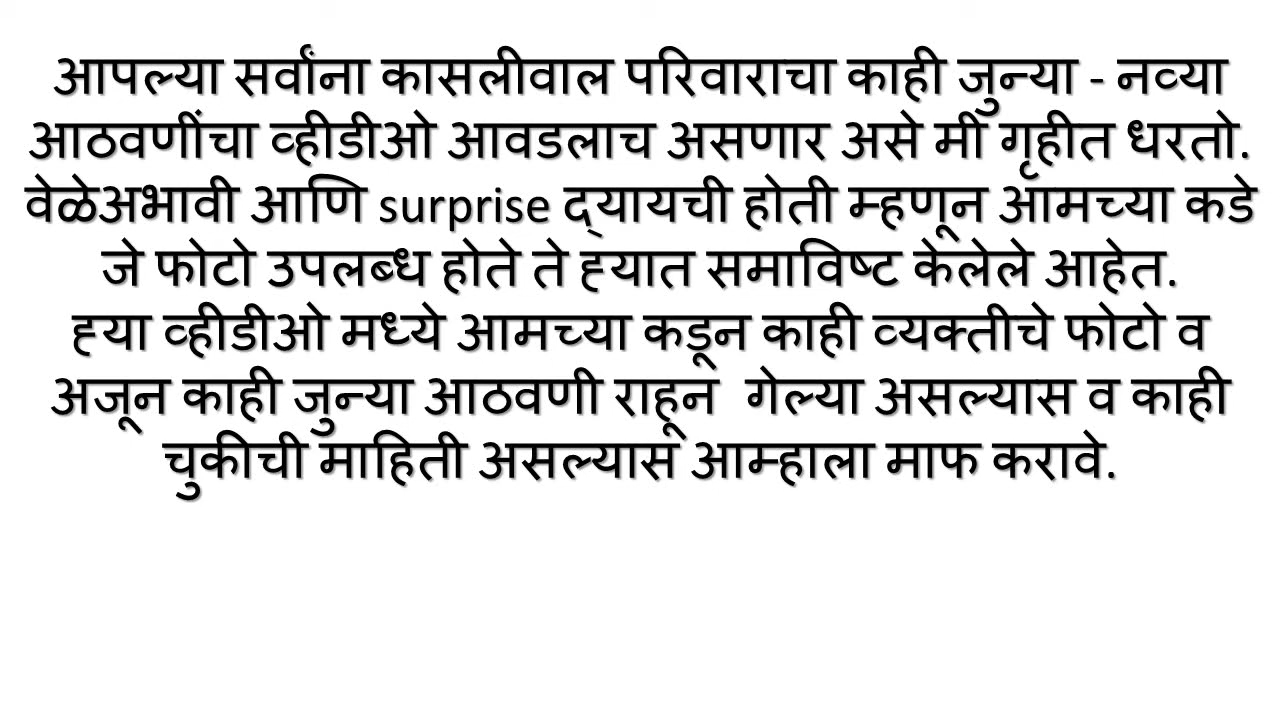 आपल्या सर्वांना कासलीवाल परिवाराचा काही जुन्या - नव्या
आठवणींचा व्हीडीओ आवडलाच असणार असे मी गृहीत धरतो.
वेळेअभावी आणि surprise द्‌यायची होती म्हणून आमच्या कडे
जे फोटो उपलब्ध होते ते ह्यात समाविष्ट केलेले आहेत.
ह्या व्हीडीओ मध्ये आमच्या कडून काही व्यक्तीचे फोटो व
अजून काही जुन्या आठवणी राहून गेल्या असल्यास व काही
चुकीची माहिती असल्यास आम्हाला माफ करावे.